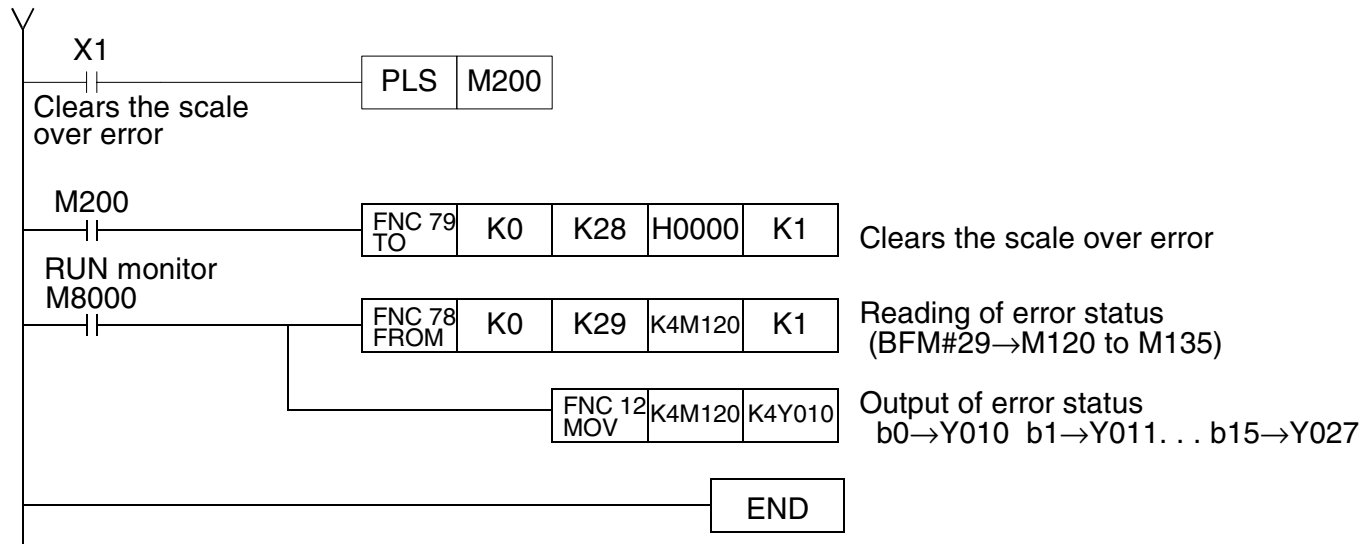 X1
PLS M200
Clears the scale
over error
M200
FNC 79
TO K0 K28 H0000 K1
Clears the scale over error
RUN monitor
M8000
FNC 78
FROM K0 K29 K4M120 K1
Reading of error status
(BFM#29→M120 to M135)
FNC 12
MOV K4M120 K4Y010
Output of error status
b0→Y010 b1→Y011. . . b15→Y027
END